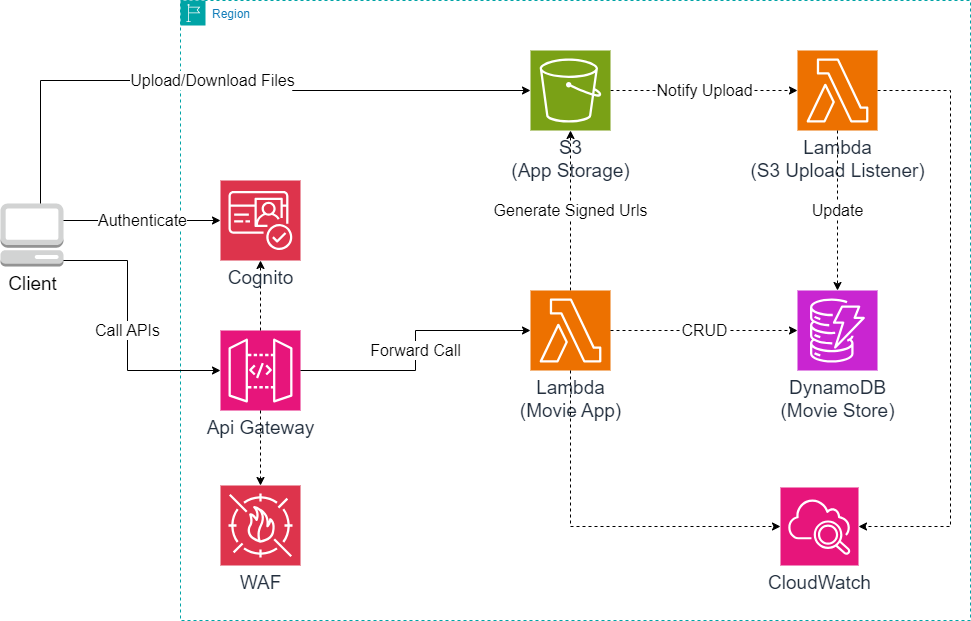 Region
Upload/Download Files
Notify Upload
S3
(App Storage)
Lambda
(S3 Upload Listener)
Generate Signed Urls
Update
Authenticate
Cognito
Client
Call APIs
</>
Forward Call
CRUD
Lambda
(Movie App)
DynamoDB
(Movie Store)
Api Gateway
WAF
CloudWatch